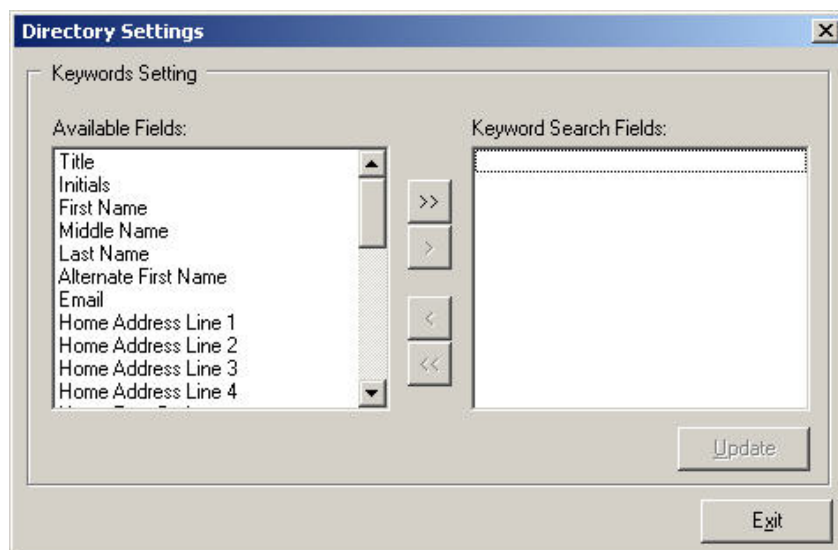 Directory Settings
Keywords Setting
Available Fields:
Keyword Search Fields:
Title
Initials
First Name
Middle Name
Last Name
Alternate First Name
Email
Home Address Line 1
Home Address Line 2
Home Address Line 3
Home Address Line 4
>>
>
<
<<
Update
Exit